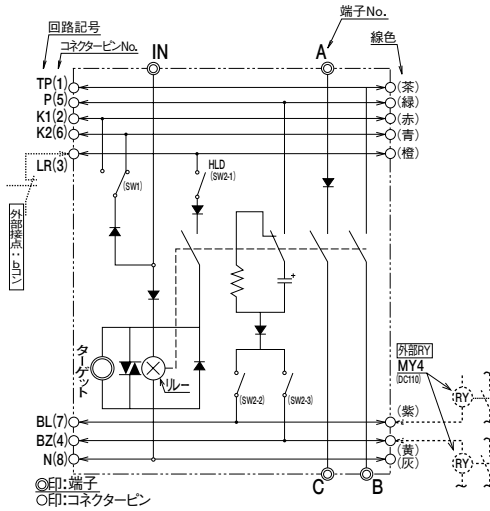 端子No.
回路記号
コネクターピンNo.
IN
A
線色
TP(1)
(茶)
P(5)
(緑)
K1(2)
(赤)
K2(6)
(青)
LR(3)
(橙)
HLD
(SW2-1)
(SW1)
外部接点:bコン
ターゲット
リレー
(SW2-2)
(SW2-3)
外部RY
MY4
(DC110)
RY
BL(7)
(紫)
BZ(4)
(黄)
RY
N(8)
(灰)
C
B
◎印:端子
○印:コネクターピン